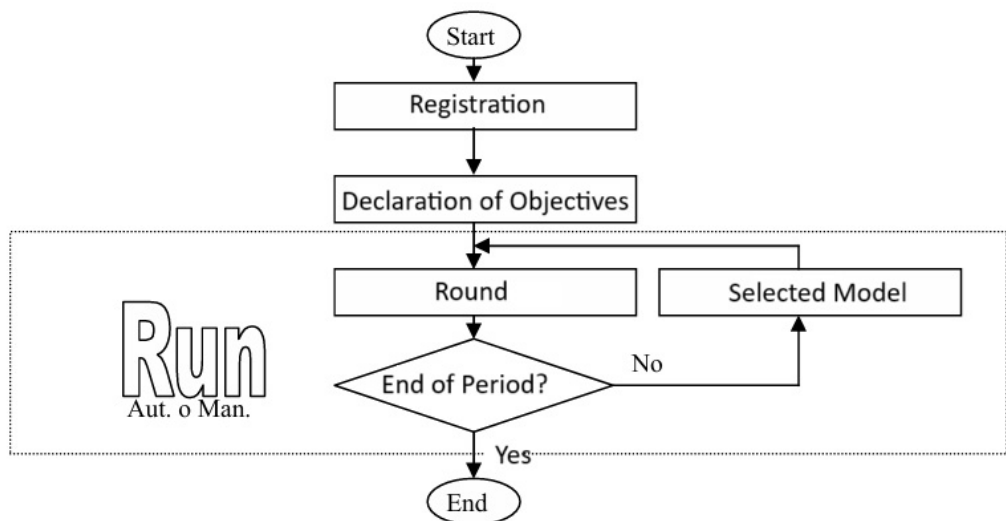 Start
Registration
Declaration of Objectives
Round
Selected Model
Run
Aut. o Man.
End of Period?
No
Yes
End